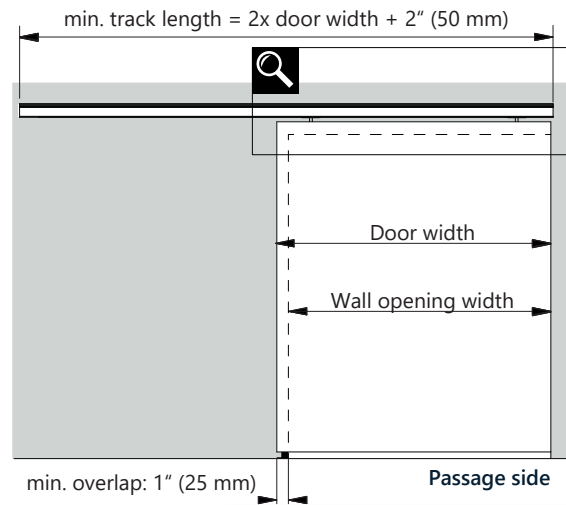 min. track length = 2x door width + 2“ (50 mm)
Door width
Wall opening width
min. overlap: 1“ (25 mm)
Passage side